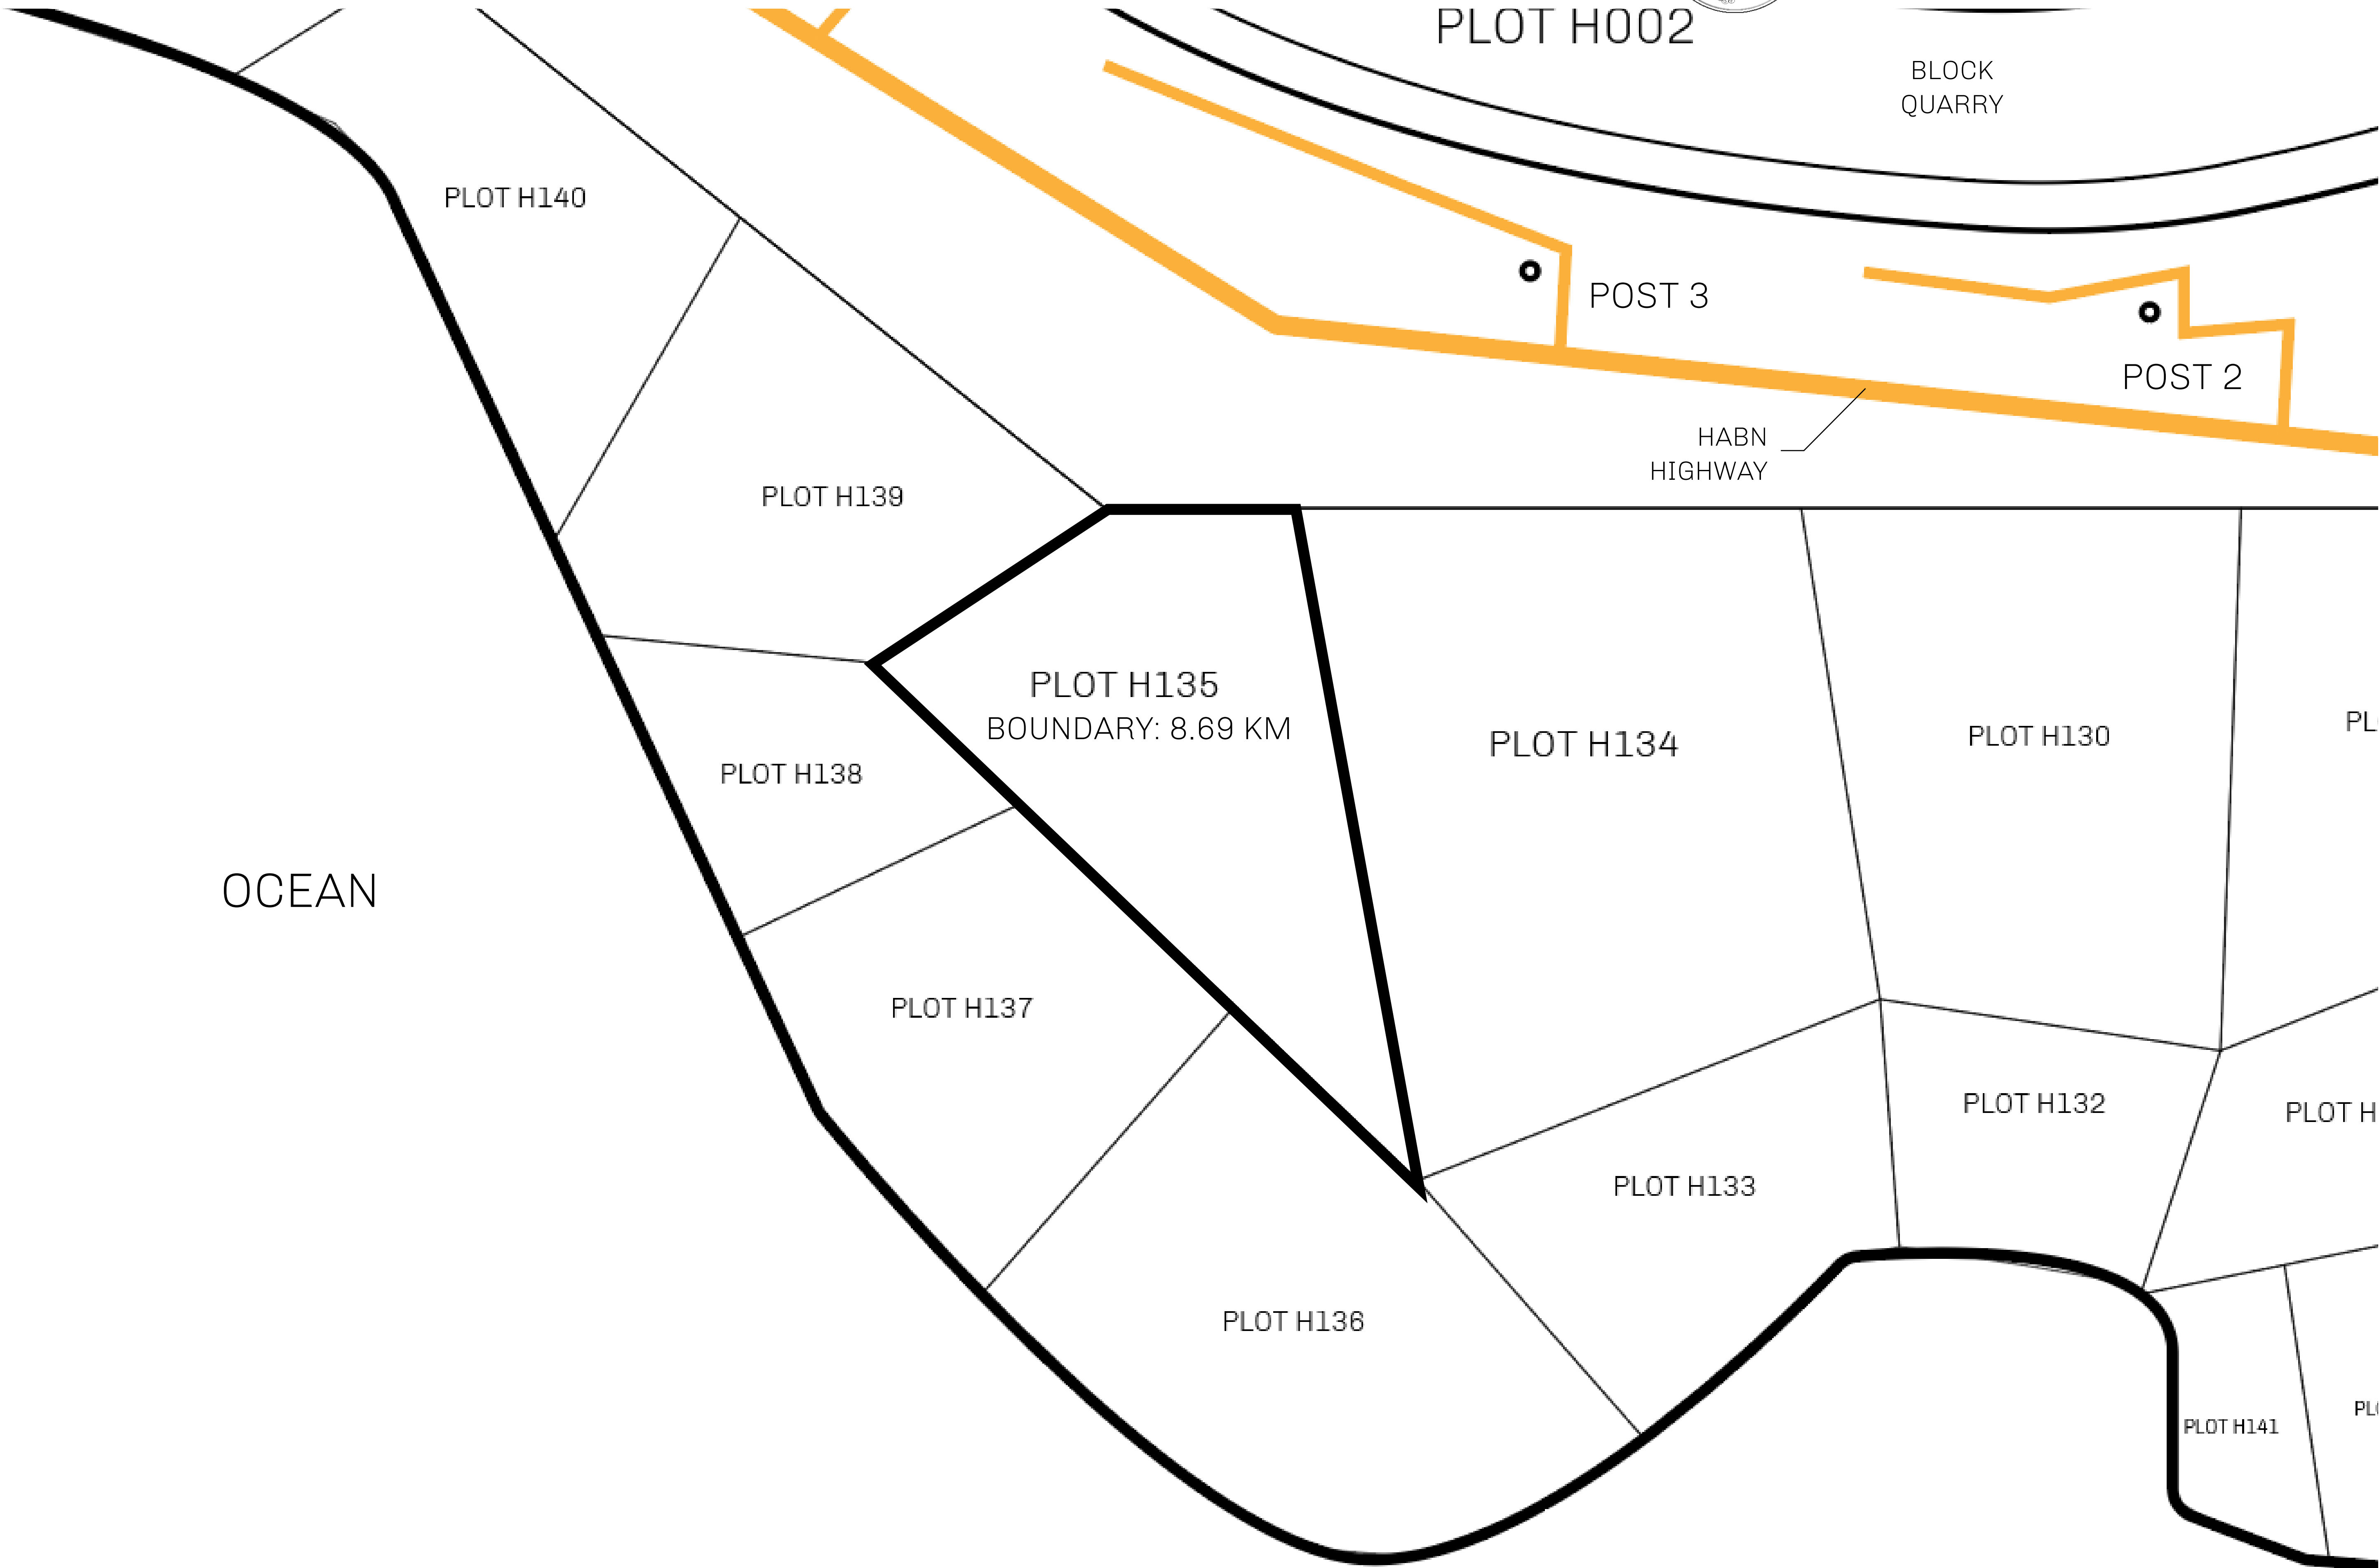 PLOT H002
BLOCK
QUARRY
PLOT H140
POST 3
POST 2
HABN
HIGHWAY
PLOT H139
PLOT H135
BOUNDARY: 8.69 KM
PLOT H134
PLOT H130
PLOT H138
OCEAN
PLOT H137
PLOT H132
PLOT H
PLOT H133
PLOT H136
PLOT H141